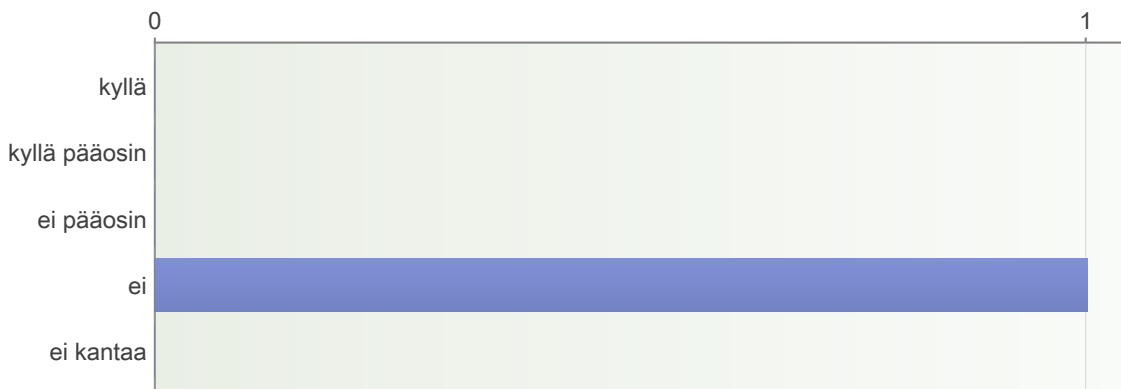 0 1
kyllä
kyllä pääosin
ei pääosin
ei
ei kantaa